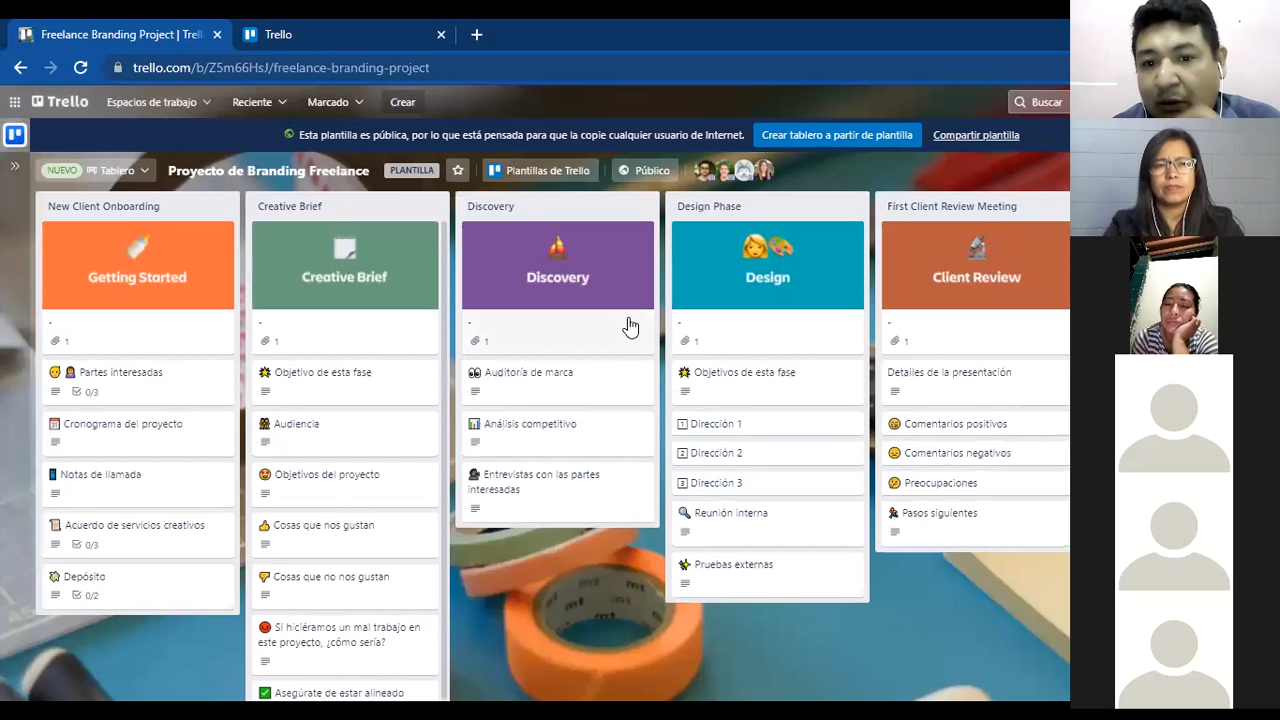 Freelance Branding Project | Trell
Trello
trello.com/b/Z5m66HsJ/freelance-branding-project
Trello
Espacios de trabajo
Reciente
Marcado
Crear
Buscar
Esta plantilla es pública, por lo que está pensada para que la copie cualquier usuario de Internet.
Crear tablero a partir de plantilla
Compartir plantilla
NUEVO
Tablero
Proyecto de Branding Freelance
PLANTILLA
Plantillas de Trello
Público
New Client Onboarding
Getting Started
-
1
Partes interesadas
0/3
Cronograma del proyecto
Notas de llamada
Acuerdo de servicios creativos
0/3
Depósito
0/2
Creative Brief
Creative Brief
-
1
Objetivo de esta fase
Audiencia
Objetivos del proyecto
Cosas que nos gustan
Cosas que no nos gustan
Si hiciéramos un mal trabajo en
este proyecto, ¿cómo sería?
Asegúrate de estar alineado
Discovery
Discovery
-
1
Auditoría de marca
Análisis competitivo
Entrevistas con las partes
interesadas
Design Phase
Design
-
1
Objetivos de esta fase
1 Dirección 1
2 Dirección 2
3 Dirección 3
Reunión interna
Pruebas externas
First Client Review Meeting
Client Review
-
1
Detalles de la presentación
Comentarios positivos
Comentarios negativos
Preocupaciones
Pasos siguientes
mt